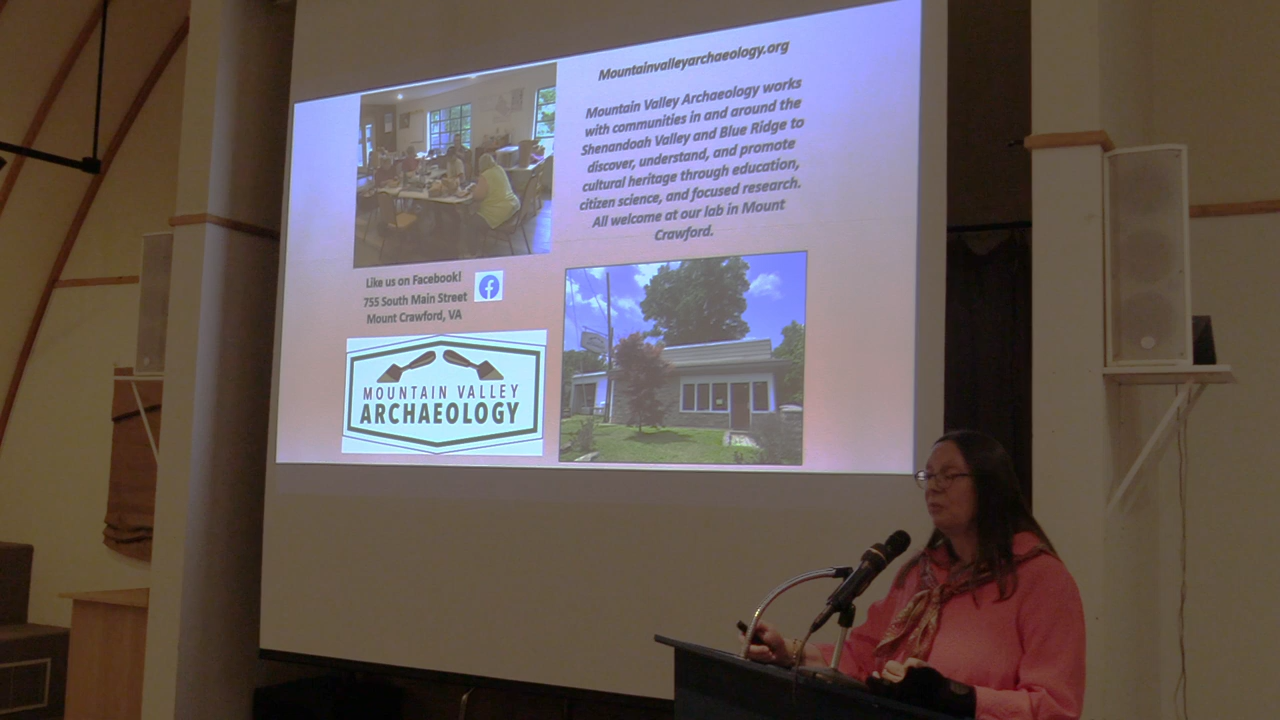 Mountainvalleyarchaeology.org
Mountain Valley Archaeology works
with communities in and around the
Shenandoah Valley and Blue Ridge to
discover, understand, and promote
cultural heritage through education,
citizen science, and focused research.
All welcome at our lab in Mount
Crawford.
Like us on Facebook!
755 South Main Street
Mount Crawford, VA
MOUNTAIN VALLEY
ARCHAEOLOGY